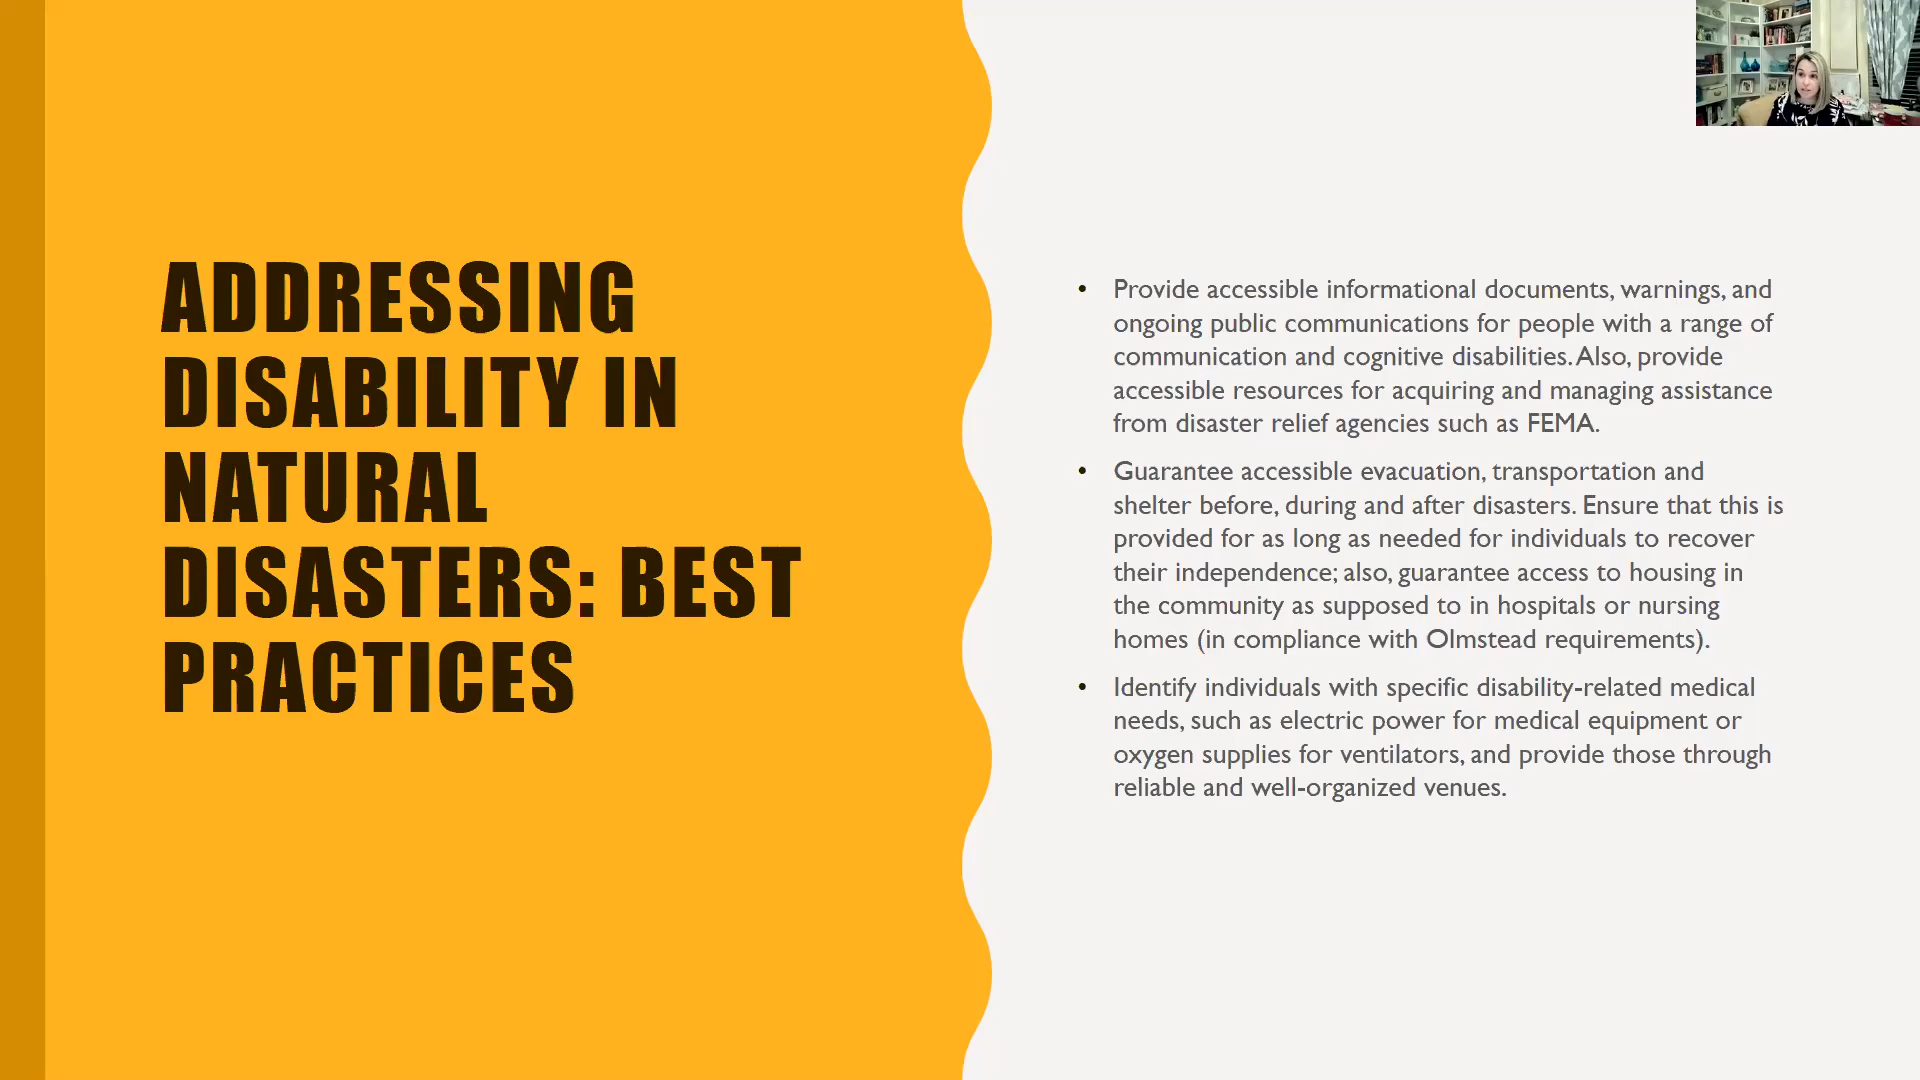 ADDRESSING
DISABILITY IN
NATURAL
DISASTERS: BEST
PRACTICES
• Provide accessible informational documents, warnings, and
ongoing public communications for people with a range of
communication and cognitive disabilities. Also, provide
accessible resources for acquiring and managing assistance
from disaster relief agencies such as FEMA.
• Guarantee accessible evacuation, transportation and
shelter before, during and after disasters. Ensure that this is
provided for as long as needed for individuals to recover
their independence; also, guarantee access to housing in
the community as supposed to in hospitals or nursing
homes (in compliance with Olmstead requirements).
• Identify individuals with specific disability-related medical
needs, such as electric power for medical equipment or
oxygen supplies for ventilators, and provide those through
reliable and well-organized venues.